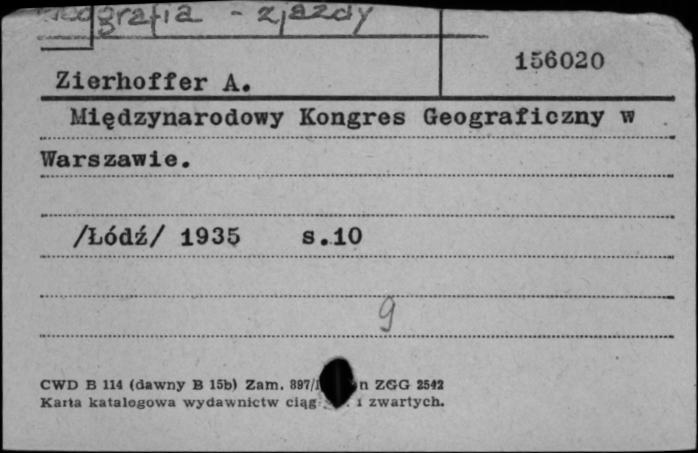 Geografia - zjazdy
156020
Zierhoffer A.
Międzynarodowy Kongres Geograficzny w
Warszawie.
/Łódź/ 1935 s.10
9
CWD B 114 (dawny B 15b) Zam. 897/ n ZGG 2542
Karta katalogowa wydawnictw ciąg i zwartych.